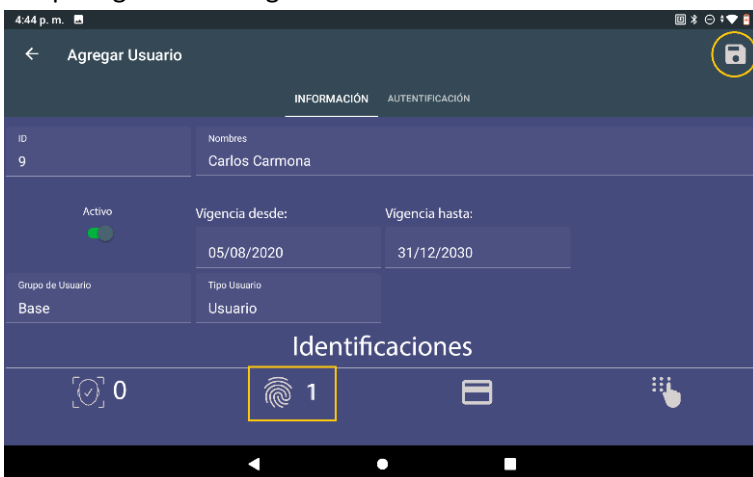 4:44 p. m.
Agregar Usuario
INFORMACIÓN AUTENTIFICACIÓN
ID Nombres
9 Carlos Carmona
Activo Vigencia desde: Vigencia hasta:
05/08/2020 31/12/2030
Grupo de Usuario Tipo Usuario
Base Usuario
Identificaciones
0 1